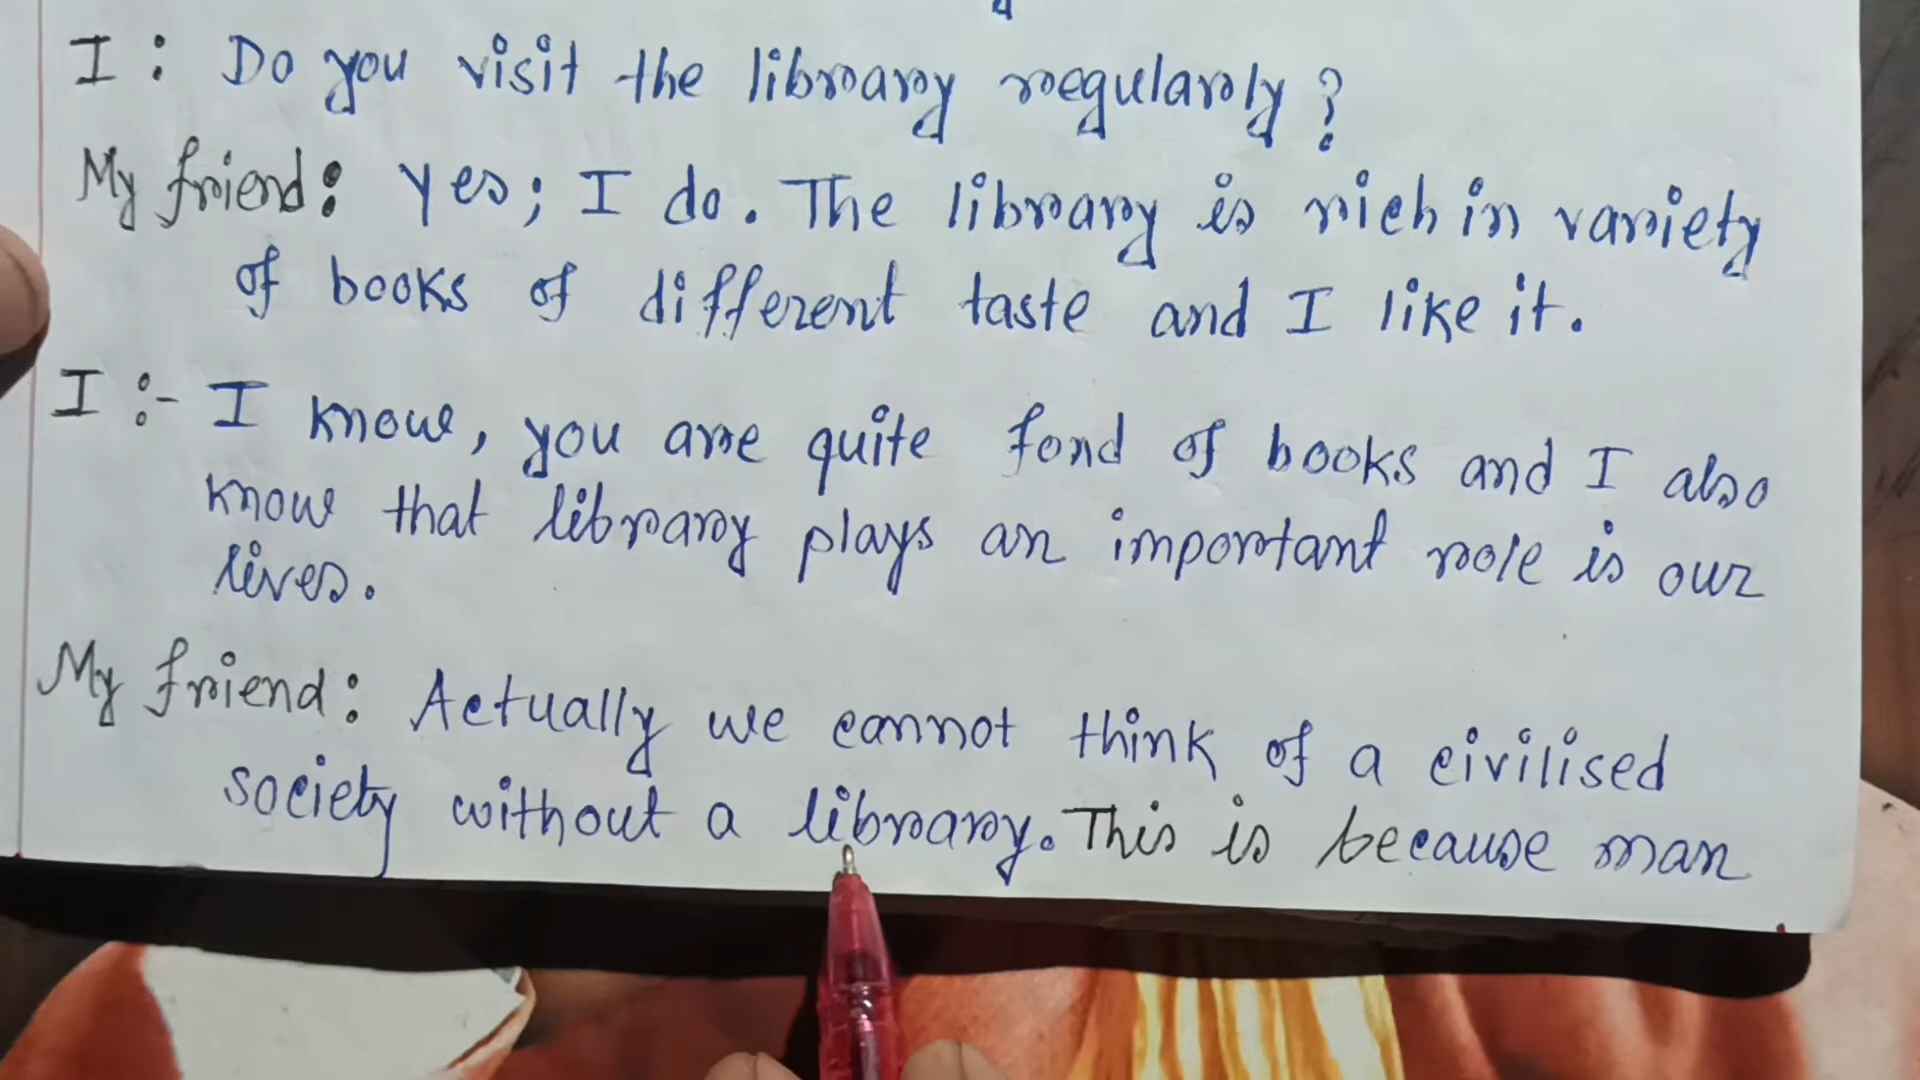 I : Do you visit the library regularly?
My friend: Yes; I do. The library is rich in variety
of books of different taste and I like it.
I :- I know, you are quite fond of books and I also
know that library plays an important role is our
lives.
My friend: Actually we cannot think of a civilised
society without a library. This is because man